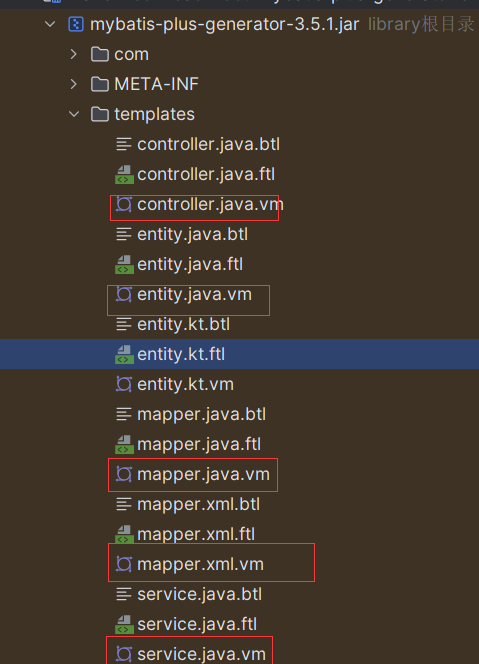 mybatis-plus-generator-3.5.1.jar library根目录
com
META-INF
templates
controller.java.btl
controller.java.ftl
controller.java.vm
entity.java.btl
entity.java.ftl
entity.java.vm
entity.kt.btl
entity.kt.ftl
entity.kt.vm
mapper.java.btl
mapper.java.ftl
mapper.java.vm
mapper.xml.btl
mapper.xml.ftl
mapper.xml.vm
service.java.btl
service.java.ftl
service.java.vm